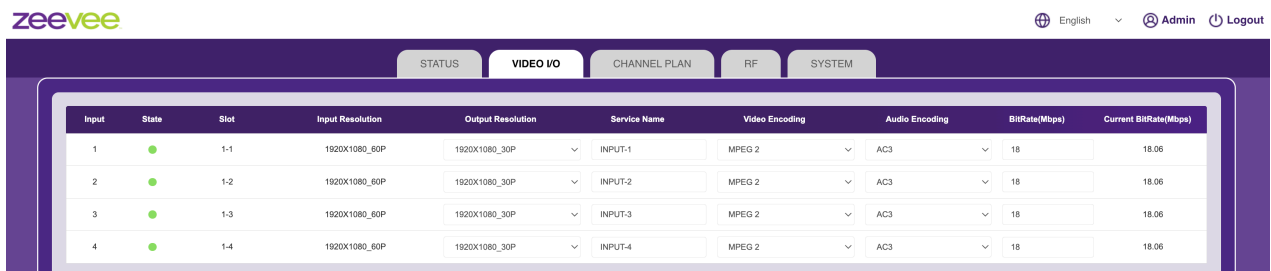 zeevee
English Admin Logout
STATUS VIDEO I/O CHANNEL PLAN RF SYSTEM
Input State Slot Input Resolution Output Resolution Service Name Video Encoding Audio Encoding BitRate(Mbps) Current BitRate(Mbps)
1 1-1 1920X1080_60P 1920X1080_30P INPUT-1 MPEG 2 AC3 18 18.06
2 1-2 1920X1080_60P 1920X1080_30P INPUT-2 MPEG 2 AC3 18 18.06
3 1-3 1920X1080_60P 1920X1080_30P INPUT-3 MPEG 2 AC3 18 18.06
4 1-4 1920X1080_60P 1920X1080_30P INPUT-4 MPEG 2 AC3 18 18.06